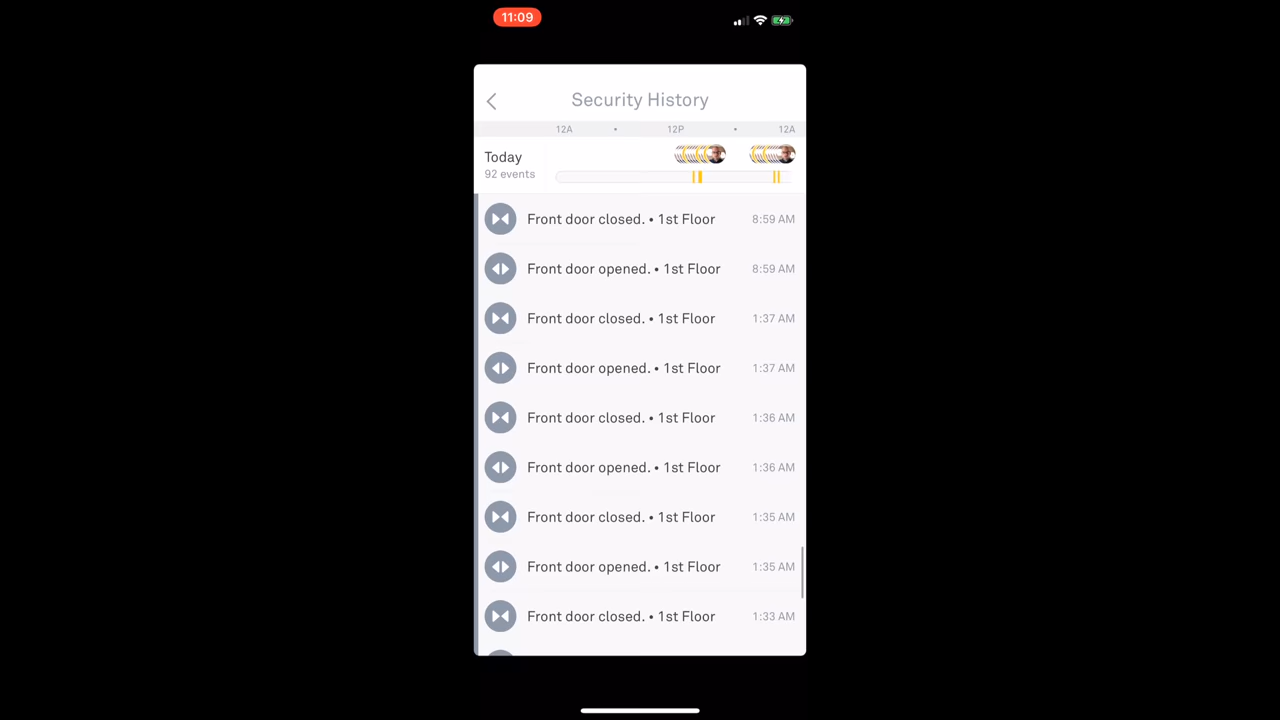 11:09
Security History
12A • 12P • 12A
Today
92 events
Front door closed. • 1st Floor 8:59 AM
Front door opened. • 1st Floor 8:59 AM
Front door closed. • 1st Floor 1:37 AM
Front door opened. • 1st Floor 1:37 AM
Front door closed. • 1st Floor 1:36 AM
Front door opened. • 1st Floor 1:36 AM
Front door closed. • 1st Floor 1:35 AM
Front door opened. • 1st Floor 1:35 AM
Front door closed. • 1st Floor 1:33 AM